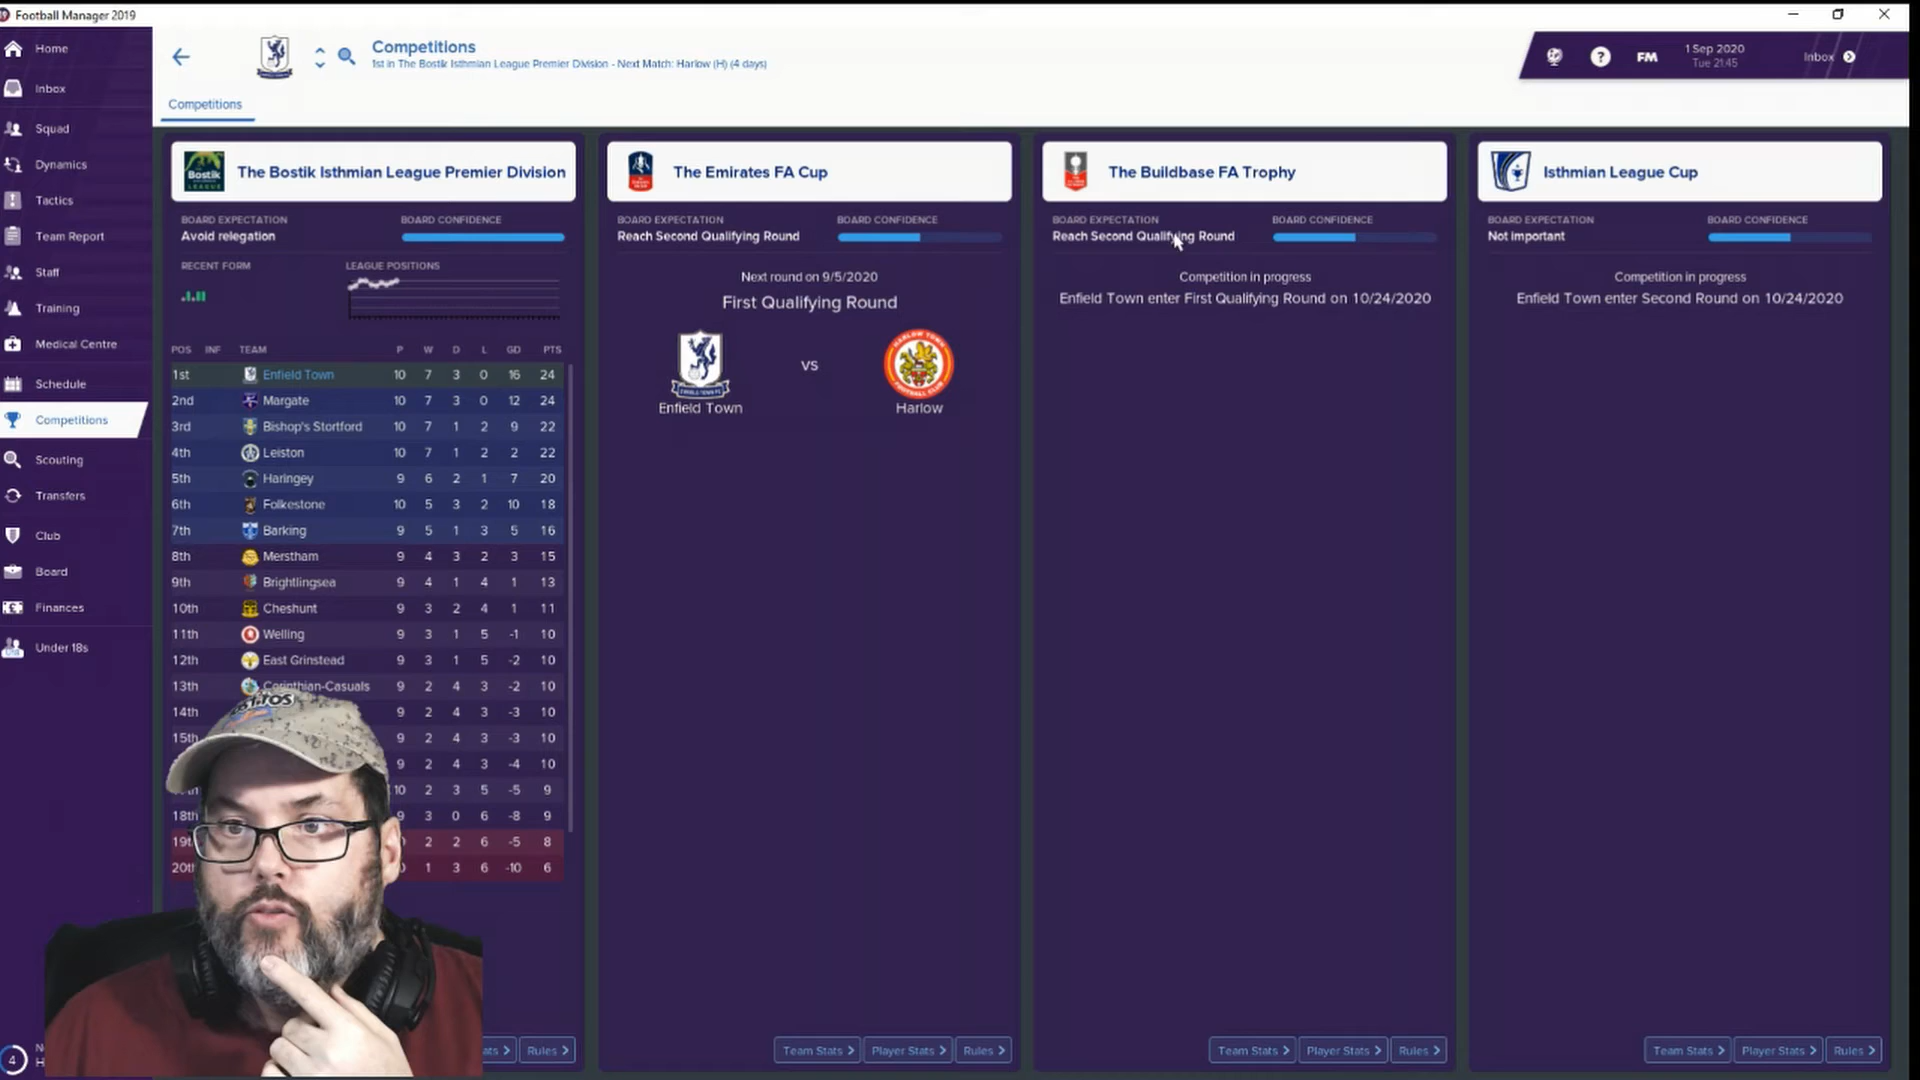 Football Manager 2019
Home
Inbox
Squad
Dynamics
Tactics
Team Report
Staff
Training
Medical Centre
Schedule
Competitions
Scouting
Transfers
Club
Board
Finances
Under 18s
4
Competitions
1st in The Bostik Isthmian League Premier Division - Next Match: Harlow (H) (4 days)
FM
1 Sep 2020
Tue 21:45
Inbox
Competitions
Bostik
LEAGUE
The Bostik Isthmian League Premier Division
BOARD EXPECTATION BOARD CONFIDENCE
Avoid relegation
RECENT FORM LEAGUE POSITIONS
POS INF TEAM P W D L GD PTS
1st Enfield Town 10 7 3 0 16 24
2nd Margate 10 7 3 0 12 24
3rd Bishop's Stortford 10 7 1 2 9 22
4th Leiston 10 7 1 2 2 22
5th Haringey 9 6 2 1 7 20
6th Folkestone 10 5 3 2 10 18
7th Barking 9 5 1 3 5 16
8th Merstham 9 4 3 2 3 15
9th Brightlingsea 9 4 1 4 1 13
10th Cheshunt 9 3 2 4 1 11
11th Welling 9 3 1 5 -1 10
12th East Grinstead 9 3 1 5 -2 10
13th Corinthian-Casuals 9 2 4 3 -2 10
14th 9 2 4 3 -3 10
15th 9 2 4 3 -3 10
9 2 4 3 -4 10
10 2 3 5 -5 9
18th 9 3 0 6 -8 9
19th 2 2 6 -5 8
20th 1 3 6 -10 6
Rules
The Emirates FA Cup
BOARD EXPECTATION BOARD CONFIDENCE
Reach Second Qualifying Round
Next round on 9/5/2020
First Qualifying Round
VS
Enfield Town Harlow
Team Stats Player Stats Rules
The Buildbase FA Trophy
BOARD EXPECTATION BOARD CONFIDENCE
Reach Second Qualifying Round
Competition in progress
Enfield Town enter First Qualifying Round on 10/24/2020
Team Stats Player Stats Rules
Isthmian League Cup
BOARD EXPECTATION BOARD CONFIDENCE
Not important
Competition in progress
Enfield Town enter Second Round on 10/24/2020
Team Stats Player Stats Rules